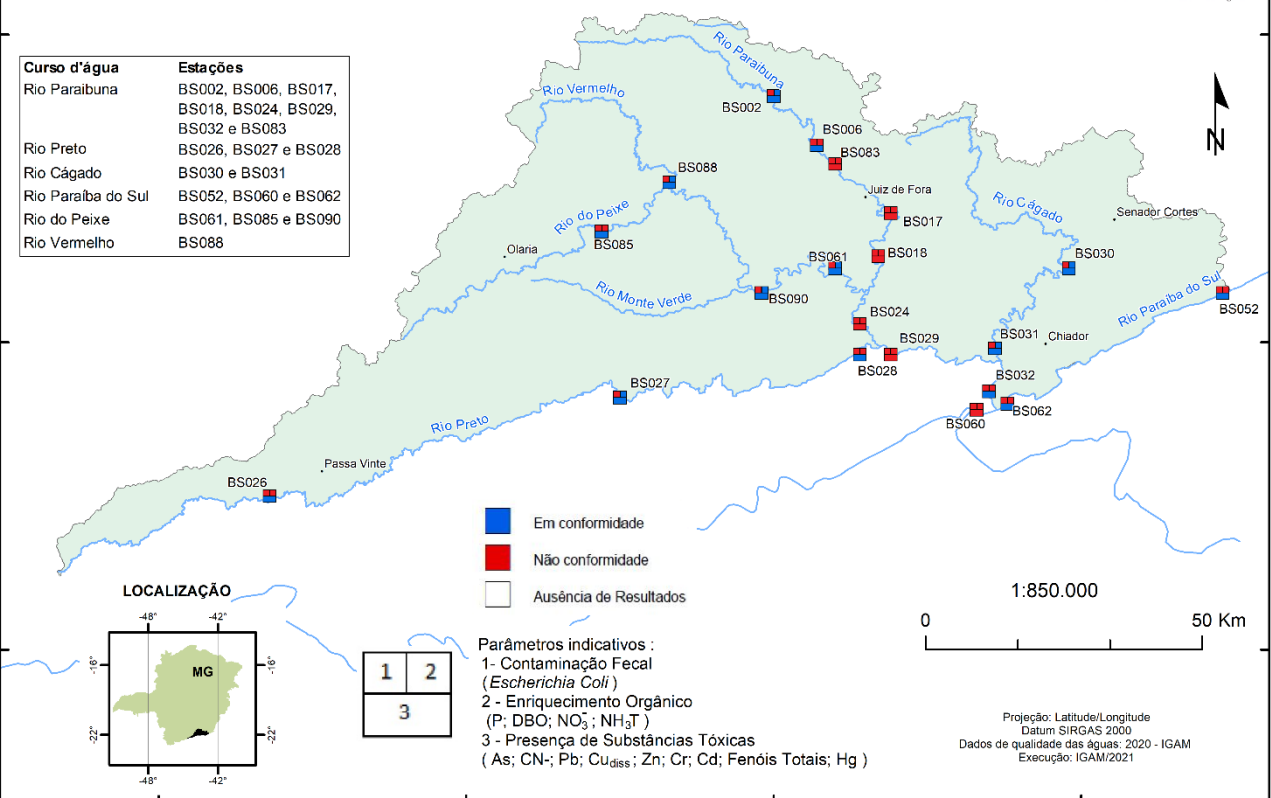 Curso d'água Estações
Rio Paraibuna BS002, BS006, BS017,
BS018, BS024, BS029,
BS032 e BS083
Rio Preto BS026, BS027 e BS028
Rio Cágado BS030 e BS031
Rio Paraíba do Sul BS052, BS060 e BS062
Rio do Peixe BS061, BS085 e BS090
Rio Vermelho BS088
Rio Paraibuna
Rio Vermelho
BS002
BS006
BS083
BS088
Juiz de Fora
Rio do Peixe
BS017
Rio Cágado
Senador Cortes
BS085
Olaria
BS018
BS061
BS030
Rio Monte Verde
BS090
Rio Paraíba do Sul
BS052
BS024
BS029
BS028
BS031
Chiador
BS027
BS032
BS062
BS060
Rio Preto
Passa Vinte
BS026
N
Em conformidade
Não conformidade
Ausência de Resultados
LOCALIZAÇÃO
-48° -42°
-16° -16°
MG
-22° -22°
-48° -42°
1 2
3
Parâmetros indicativos :
1- Contaminação Fecal
(Escherichia Coli )
2 - Enriquecimento Orgânico
(P; DBO; NO₃⁻; NH₃T )
3 - Presença de Substâncias Tóxicas
( As; CN-; Pb; Cudiss ; Zn; Cr; Cd; Fenóis Totais; Hg )
1:850.000
0 50 Km
Projeção: Latitude/Longitude
Datum SIRGAS 2000
Dados de qualidade das águas: 2020 - IGAM
Execução: IGAM/2021